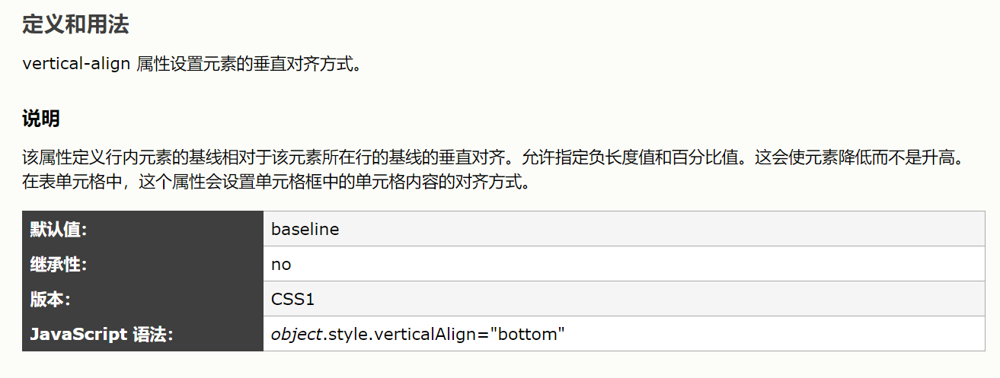 定义和用法
vertical-align 属性设置元素的垂直对齐方式。
说明
该属性定义行内元素的基线相对于该元素所在行的基线的垂直对齐。允许指定负长度值和百分比值。这会使元素降低而不是升高。
在表单元格中，这个属性会设置单元格框中的单元格内容的对齐方式。
默认值： baseline
继承性： no
版本： CSS1
JavaScript 语法： object.style.verticalAlign="bottom"